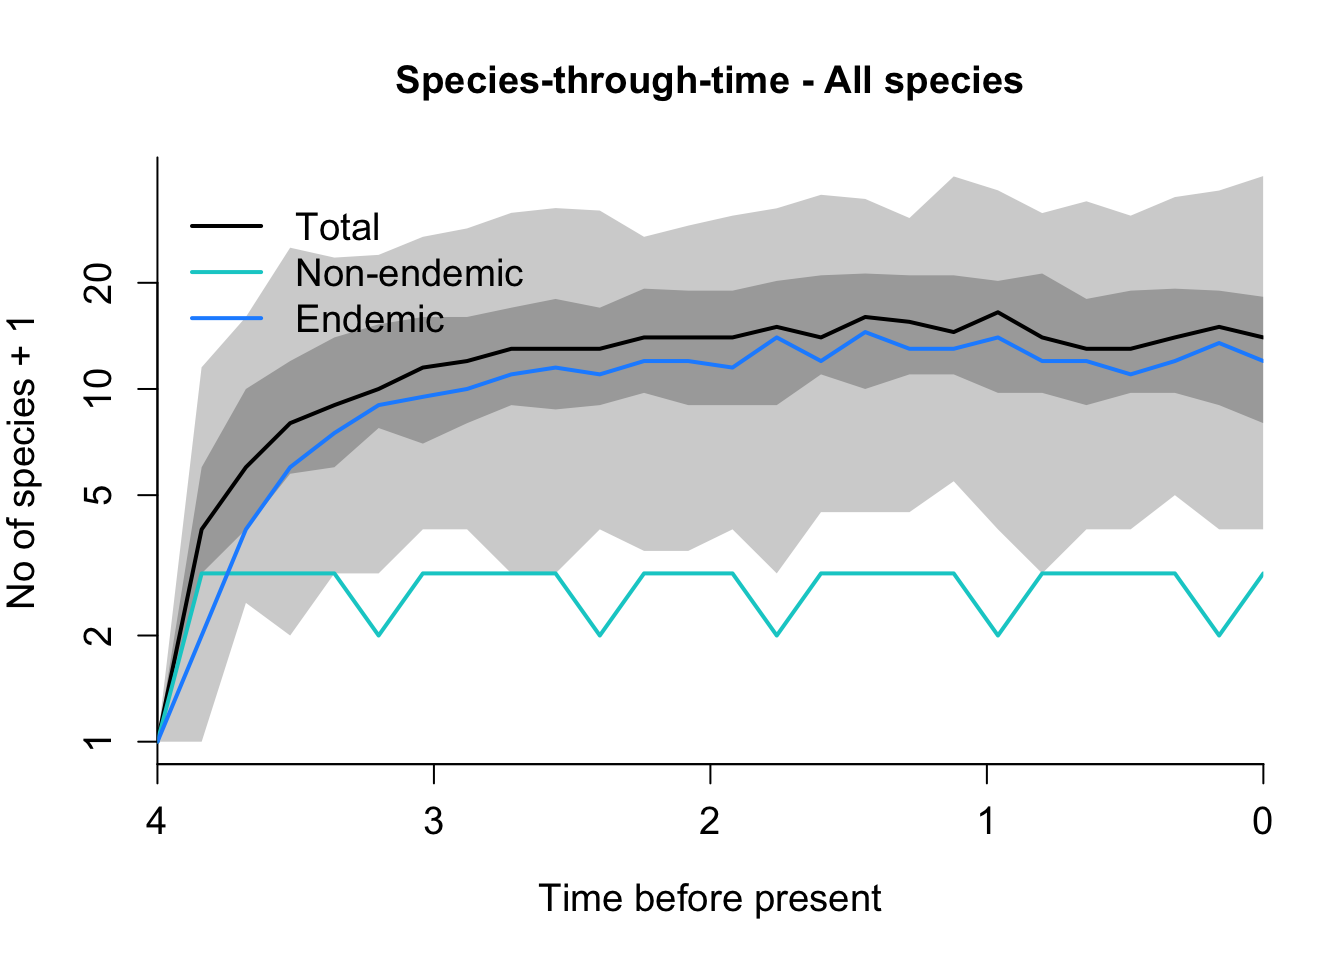 Species-through-time - All species
Total
Non-endemic
Endemic
No of species + 1
20
10
5
2
1
4 3 2 1 0
Time before present